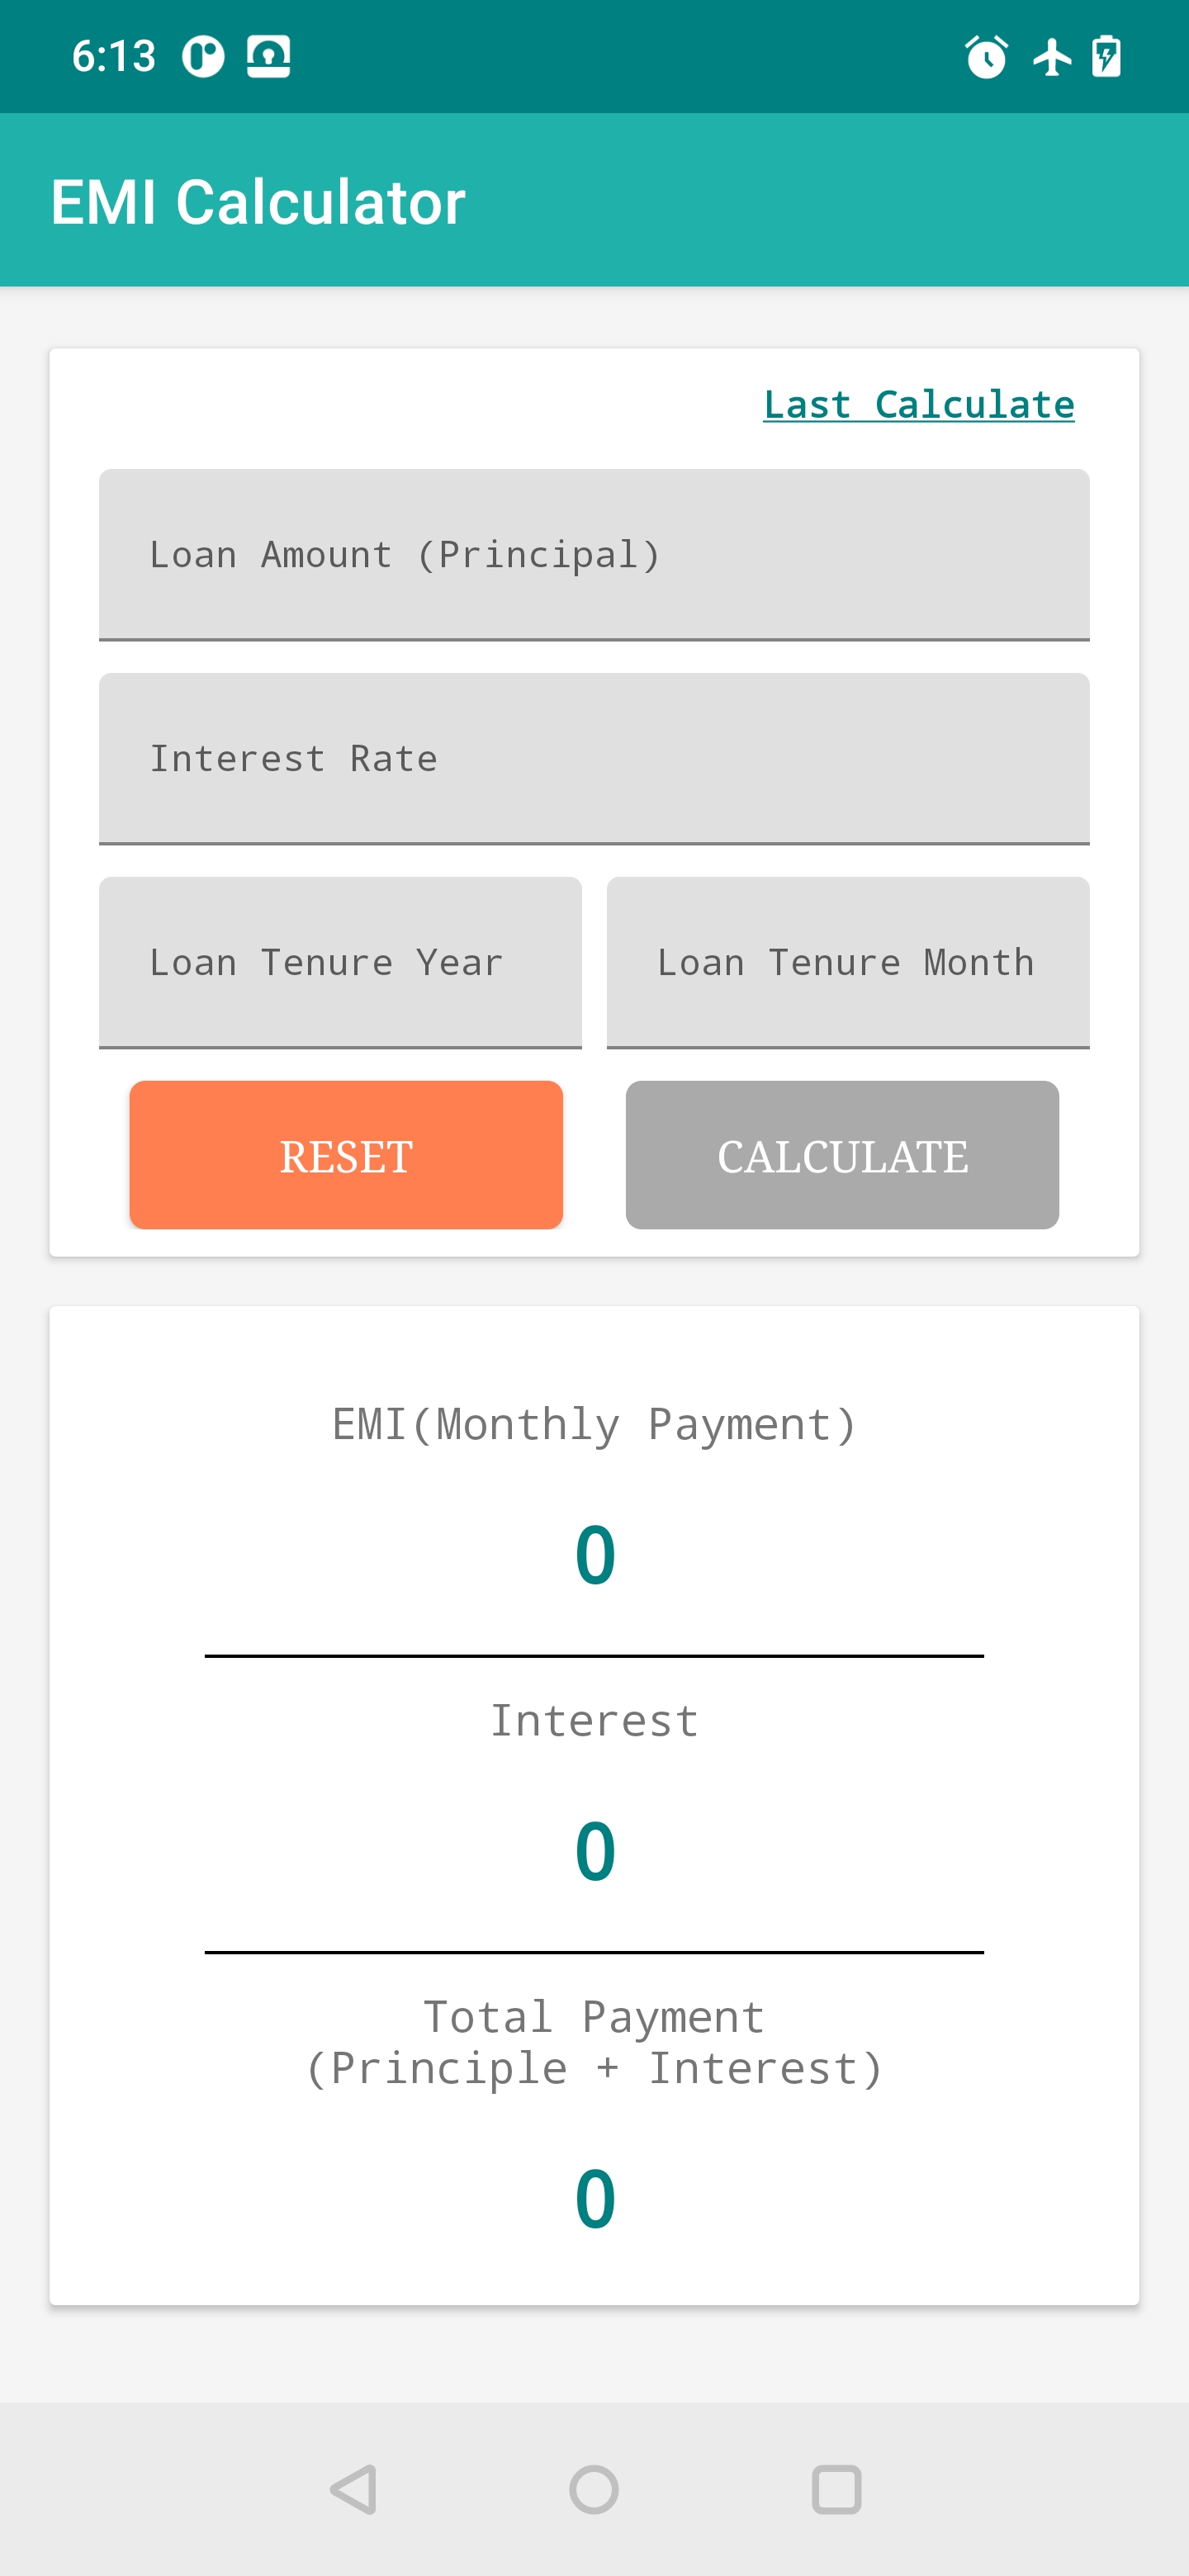 6:13
EMI Calculator
Last Calculate
Loan Amount (Principal)
Interest Rate
Loan Tenure Year Loan Tenure Month
RESET CALCULATE
EMI(Monthly Payment)
0
Interest
0
Total Payment
(Principle + Interest)
0